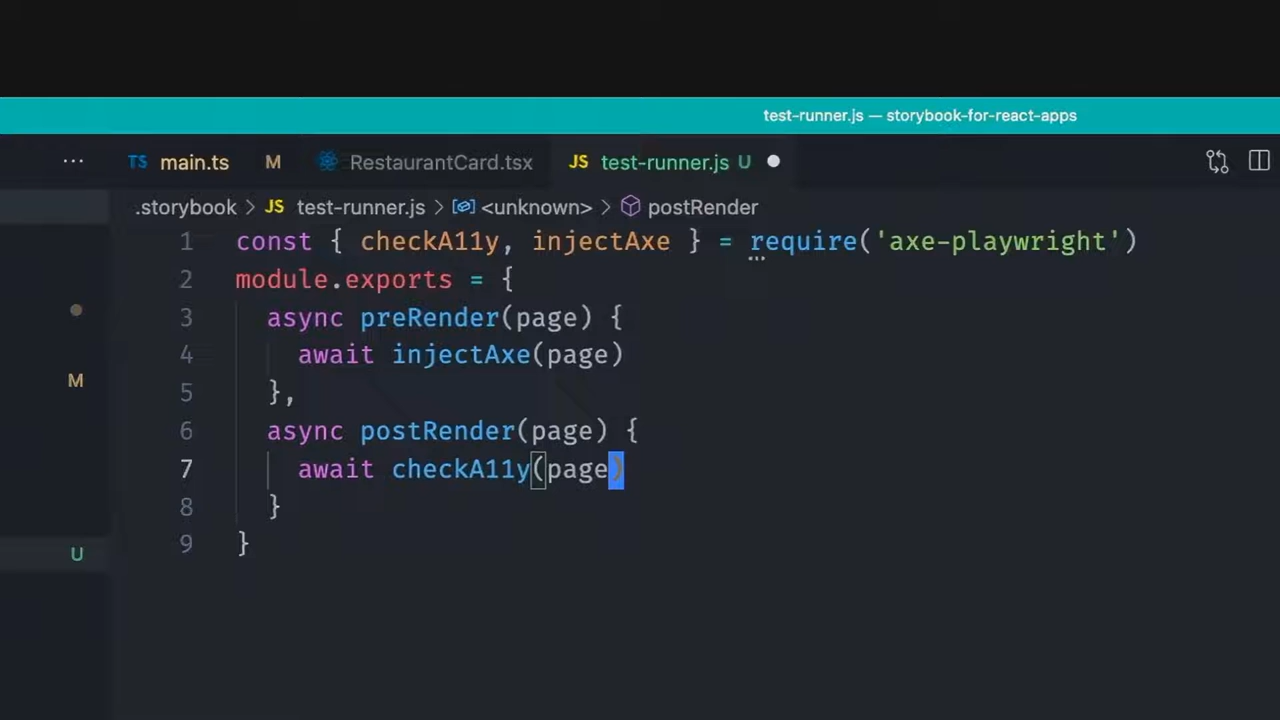 test-runner.js — storybook-for-react-apps
... TS main.ts M RestaurantCard.tsx JS test-runner.js U
.storybook > JS test-runner.js > <unknown> > postRender
1 const { checkA11y, injectAxe } = require('axe-playwright')
2 module.exports = {
3 async preRender(page) {
4 await injectAxe(page)
5 },
6 async postRender(page) {
7 await checkA11y(page)
8 }
9 }
M
U